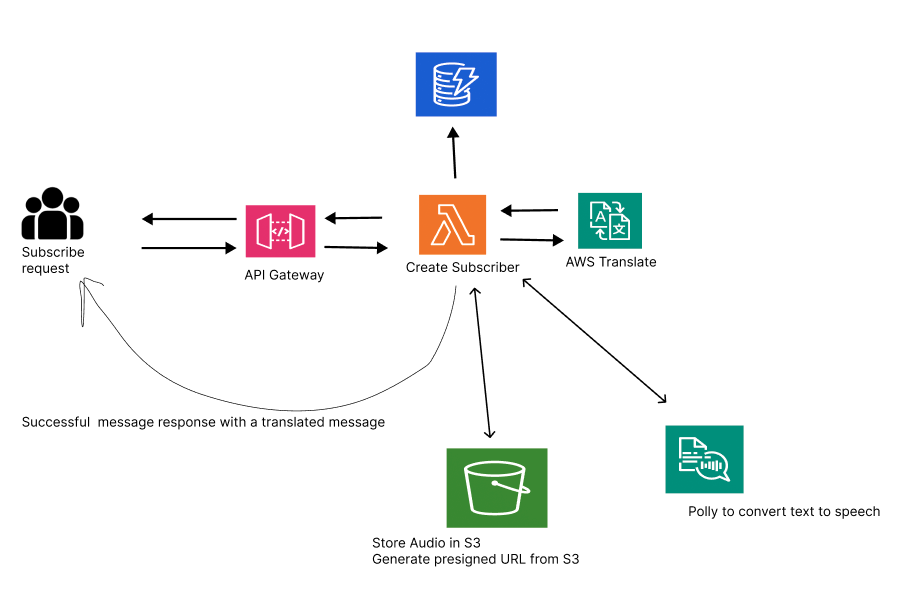 Subscribe
request
API Gateway
Create Subscriber
AWS Translate
A
文
</>
Successful  message response with a translated message
Polly to convert text to speech
Store Audio in S3
Generate presigned URL from S3